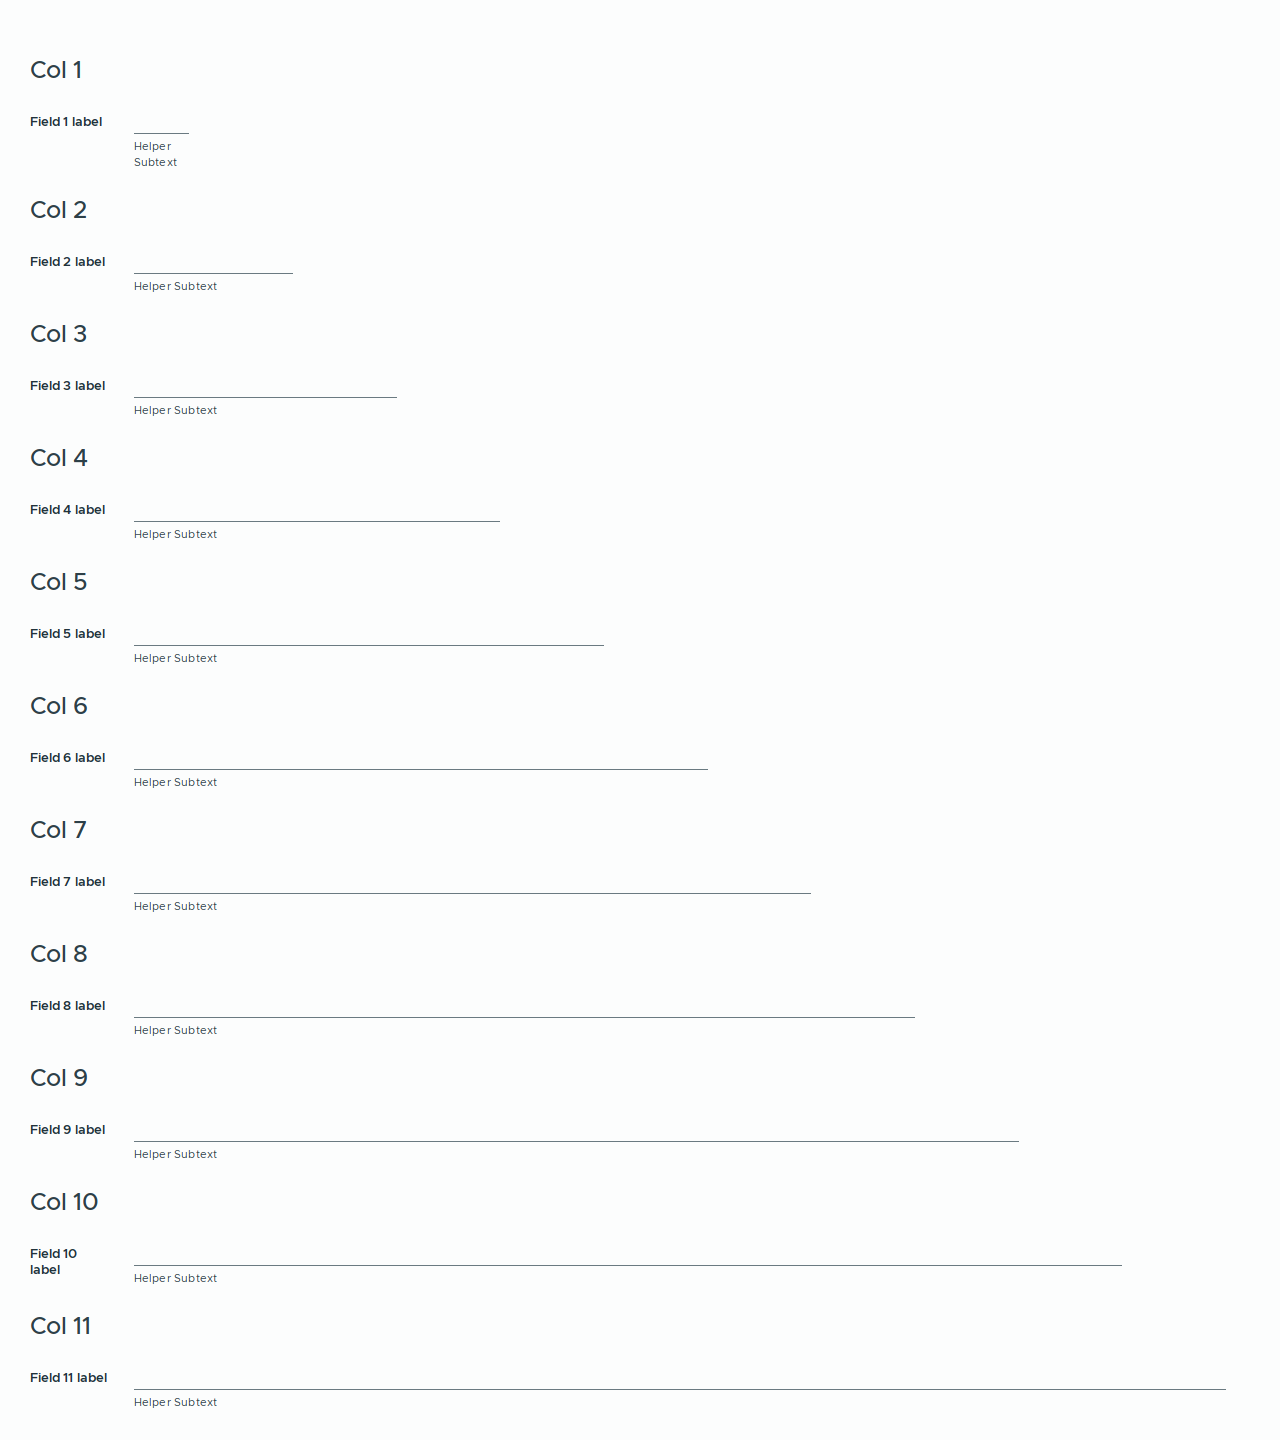 Col 1
Field 1 label
Helper
Subtext
Col 2
Field 2 label
Helper Subtext
Col 3
Field 3 label
Helper Subtext
Col 4
Field 4 label
Helper Subtext
Col 5
Field 5 label
Helper Subtext
Col 6
Field 6 label
Helper Subtext
Col 7
Field 7 label
Helper Subtext
Col 8
Field 8 label
Helper Subtext
Col 9
Field 9 label
Helper Subtext
Col 10
Field 10
label
Helper Subtext
Col 11
Field 11 label
Helper Subtext